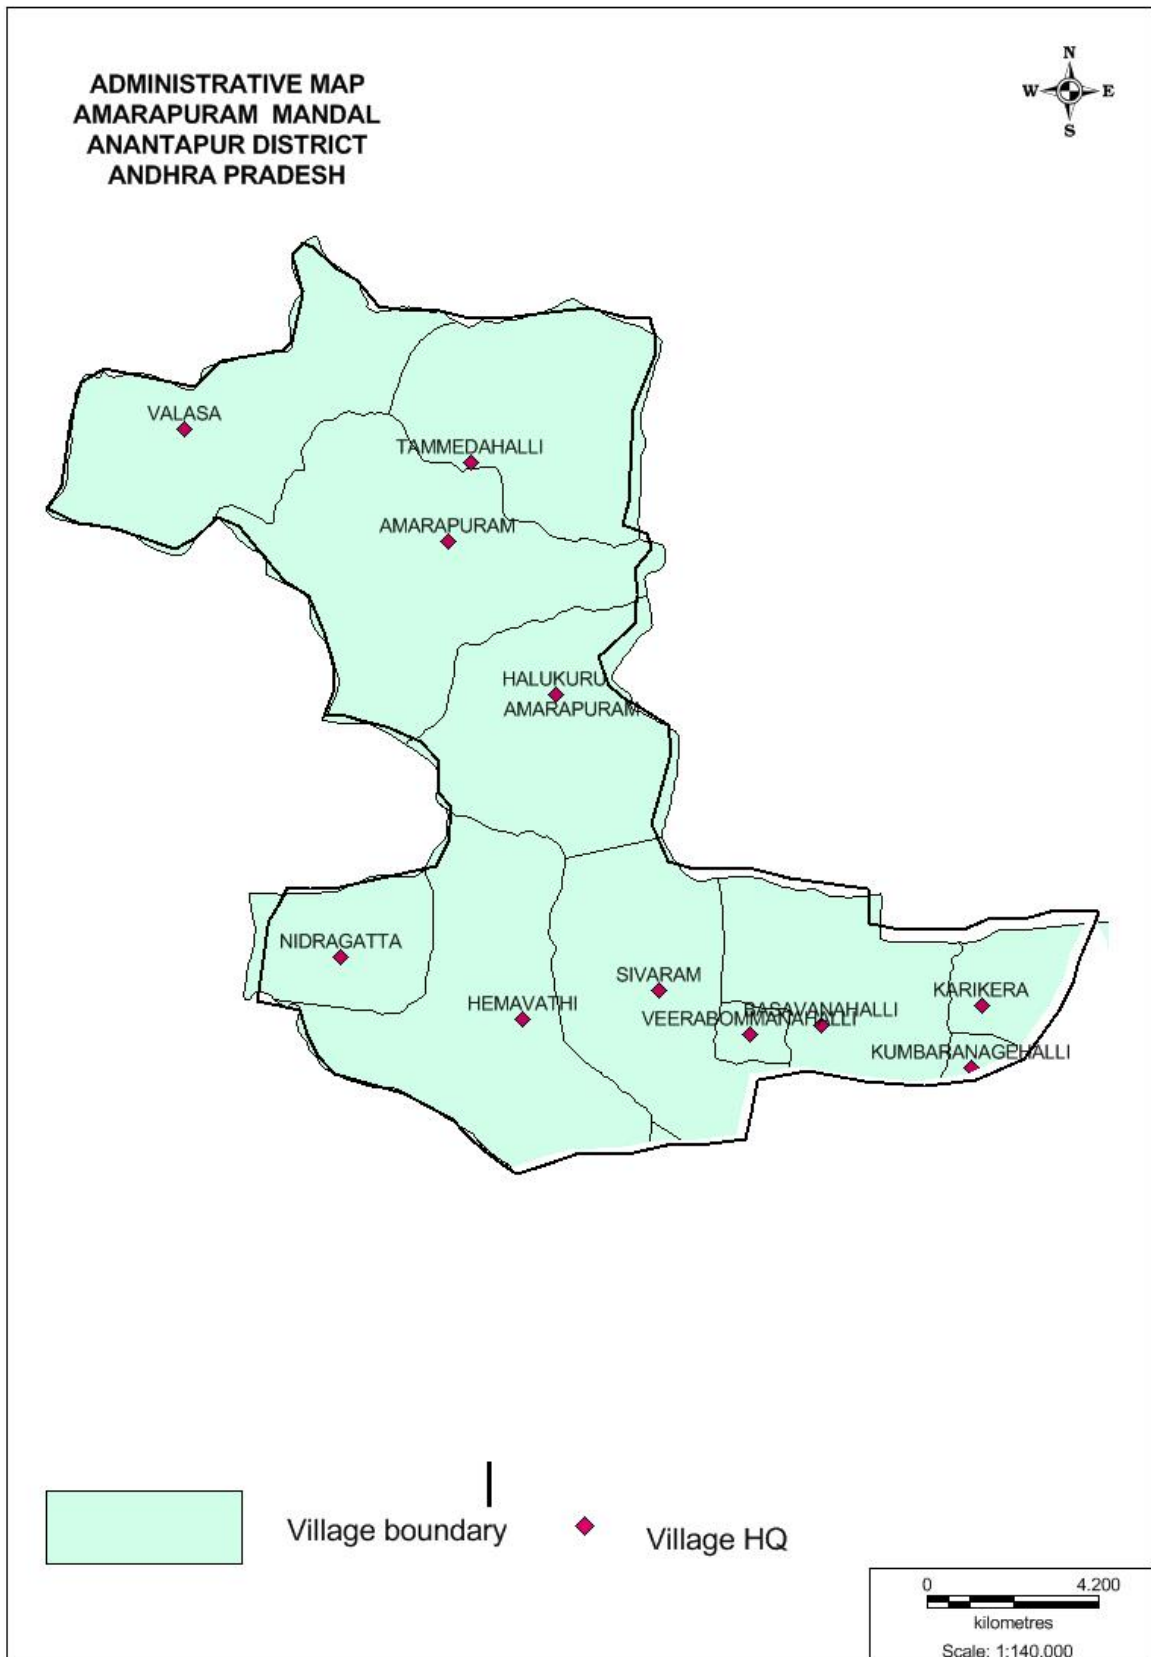 ADMINISTRATIVE MAP
AMARAPURAM MANDAL
ANANTAPUR DISTRICT
ANDHRA PRADESH
N
W E
S
VALASA
TAMMEDAHALLI
AMARAPURAM
HALUKURU
AMARAPURAM
NIDRAGATTA
HEMAVATHI
SIVARAM
BASAVANAHALLI
VEERABOMMANAHALLI
KARIKERA
KUMBARANAGEHALLI
Village boundary
Village HQ
0 4.200
kilometres
Scale: 1:140,000